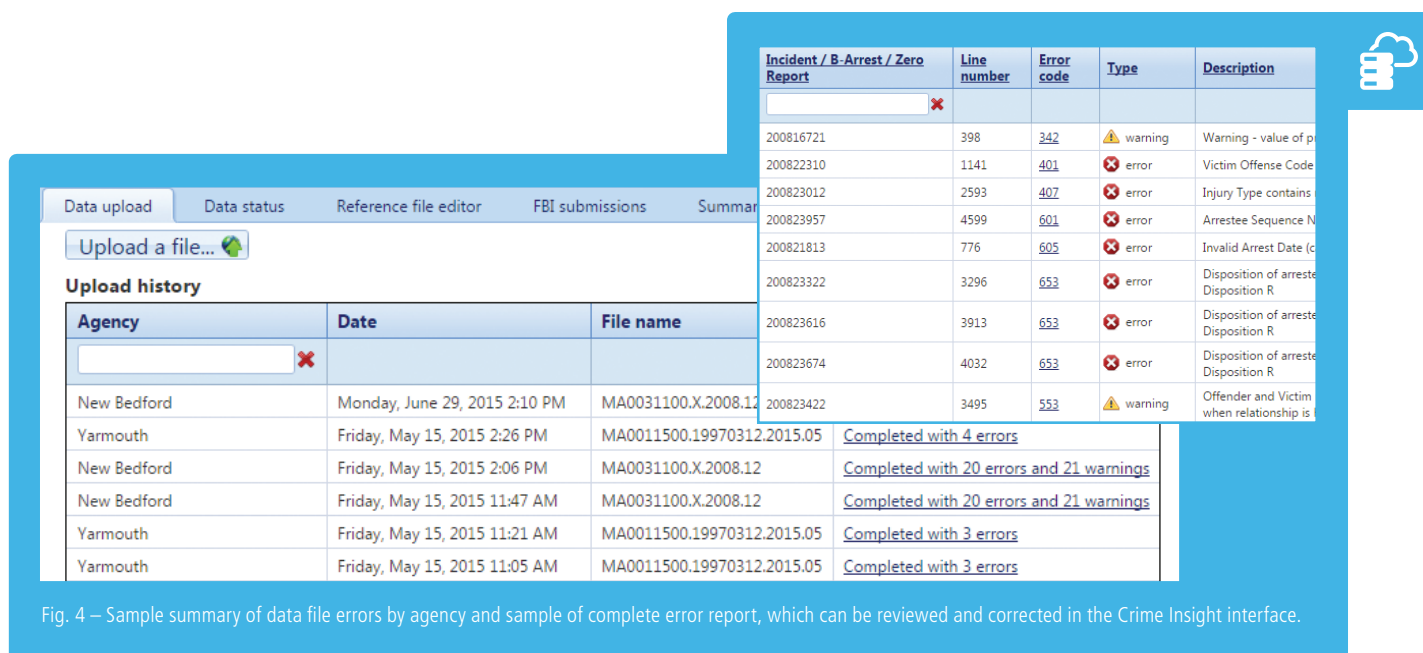 Incident / B-Arrest / Zero Report Line number Error code Type Description
200816721 398 342 warning Warning - value of
200822310 1141 401 error Victim Offense Code
200823012 2593 407 error Injury Type contains
200823957 4599 601 error Arrestee Sequence N
200821813 776 605 error Invalid Arrest Date (c
200823322 3296 653 error Disposition of arreste
Disposition R
200823616 3913 653 error Disposition of arreste
Disposition R
200823674 4032 653 error Disposition of arreste
Disposition R
200823422 3495 553 warning Offender and Victim
when relationship is
Data upload Data status Reference file editor FBI submissions Summar
Upload a file...
Upload history
Agency Date File name
New Bedford Monday, June 29, 2015 2:10 PM MA0031100.X.2008.12
Yarmouth Friday, May 15, 2015 2:26 PM MA0011500.19970312.2015.05 Completed with 4 errors
New Bedford Friday, May 15, 2015 2:06 PM MA0031100.X.2008.12 Completed with 20 errors and 21 warnings
New Bedford Friday, May 15, 2015 11:47 AM MA0031100.X.2008.12 Completed with 20 errors and 21 warnings
Yarmouth Friday, May 15, 2015 11:21 AM MA0011500.19970312.2015.05 Completed with 3 errors
Yarmouth Friday, May 15, 2015 11:05 AM MA0011500.19970312.2015.05 Completed with 3 errors
Fig. 4 – Sample summary of data file errors by agency and sample of complete error report, which can be reviewed and corrected in the Crime Insight interface.